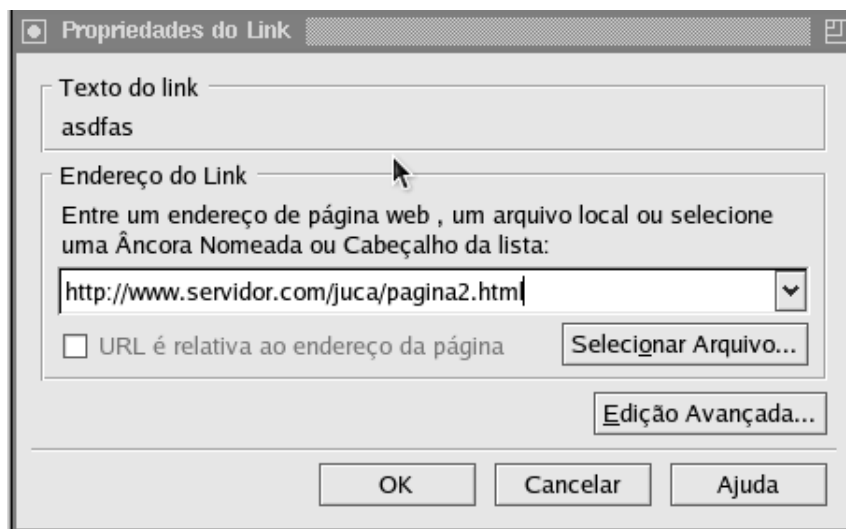 Propriedades do Link
Texto do link
asdfas
Endereço do Link
Entre um endereço de página web , um arquivo local ou selecione
uma Âncora Nomeada ou Cabeçalho da lista:
http://www.servidor.com/juca/pagina2.html
URL é relativa ao endereço da página
Selecionar Arquivo...
Edição Avançada...
OK
Cancelar
Ajuda